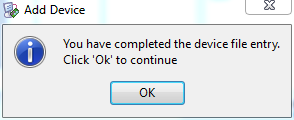 Add Device
You have completed the device file entry.
Click 'Ok' to continue
OK